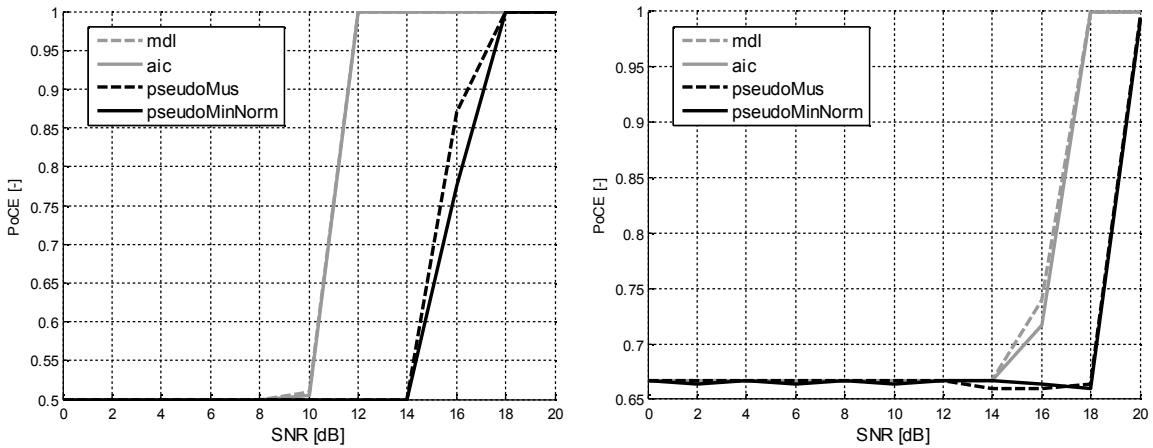 1
0.95
0.9
0.85
0.8
0.75
0.7
0.65
0.6
0.55
0.5
PoCE [-]
mdl
aic
pseudoMus
pseudoMinNorm
0 2 4 6 8 10 12 14 16 18 20
SNR [dB]
1
0.95
0.9
0.85
0.8
0.75
0.7
0.65
PoCE [-]
mdl
aic
pseudoMus
pseudoMinNorm
0 2 4 6 8 10 12 14 16 18 20
SNR [dB]